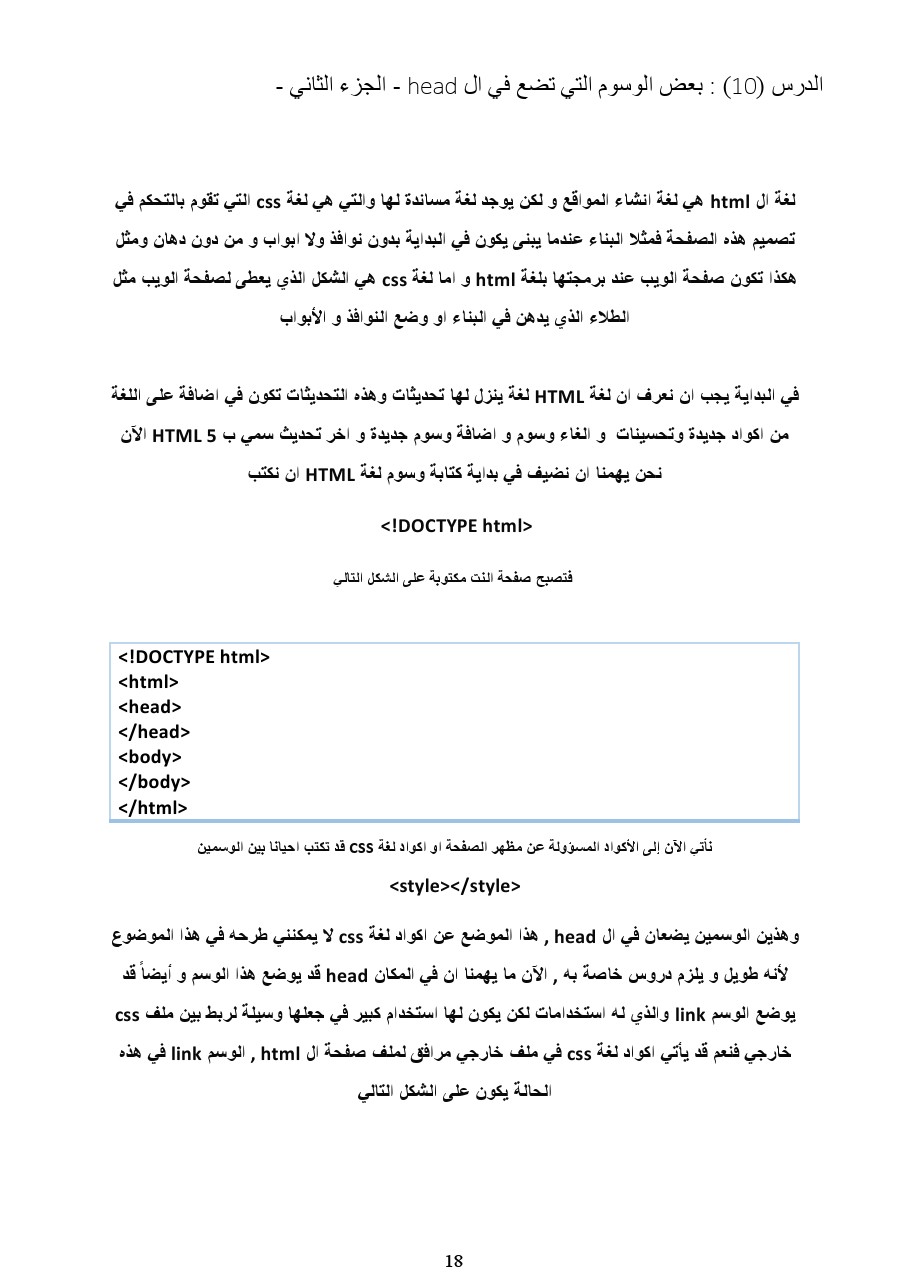 الدرس (10) : بعض الوسوم التي تضع في ال head - الجزء الثاني -
لغة ال html هي لغة انشاء المواقع و لكن يوجد لغة مساندة لها والتي هي لغة css التي تقوم بالتحكم في
تصميم هذه الصفحة فمثلا البناء عندما يبنى يكون في البداية بدون نوافذ ولا ابواب و من دون دهان ومثل
هكذا تكون صفحة الويب عند برمجتها بلغة html و اما لغة css هي الشكل الذي يعطى لصفحة الويب مثل
الطلاء الذي يدهن في البناء او وضع النوافذ و الأبواب
في البداية يجب ان نعرف ان لغة HTML لغة ينزل لها تحديثات وهذه التحديثات تكون في اضافة على اللغة
من اكواد جديدة وتحسينات و الغاء وسوم و اضافة وسوم جديدة و اخر تحديث سمي ب HTML 5 الآن
نحن يهمنا ان نضيف في بداية كتابة وسوم لغة HTML ان نكتب
<!DOCTYPE html>
فتصبح صفحة النت مكتوبة على الشكل التالي
<!DOCTYPE html>
<html>
<head>
</head>
<body>
</body>
</html>
نأتي الآن إلى الأكواد المسؤولة عن مظهر الصفحة او اكواد لغة css قد تكتب احيانا بين الوسمين
<style></style>
وهذين الوسمين يضعان في ال head , هذا الموضع عن اكواد لغة css لا يمكنني طرحه في هذا الموضوع
لأنه طويل و يلزم دروس خاصة به , الآن ما يهمنا ان في المكان head قد يوضع هذا الوسم و أيضاً قد
يوضع الوسم link والذي له استخدامات لكن يكون لها استخدام كبير في جعلها وسيلة لربط بين ملف css
خارجي فنعم قد يأتي اكواد لغة css في ملف خارجي مرافق لملف صفحة ال html , الوسم link في هذه
الحالة يكون على الشكل التالي
18